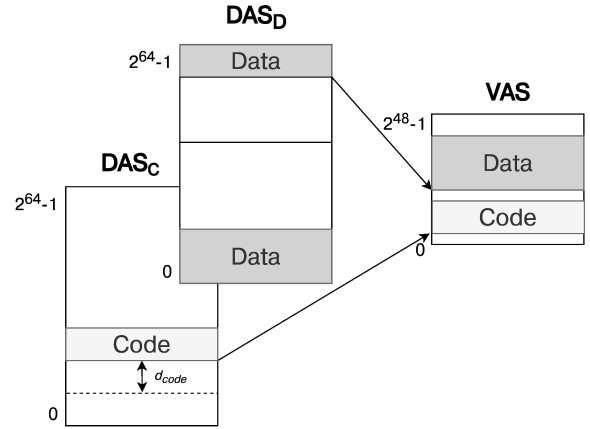 DAS_D
2^64-1
Data
VAS
2^48-1
DAS_C
Data
2^64-1
Code
Data
0
0
Code
d_code
0